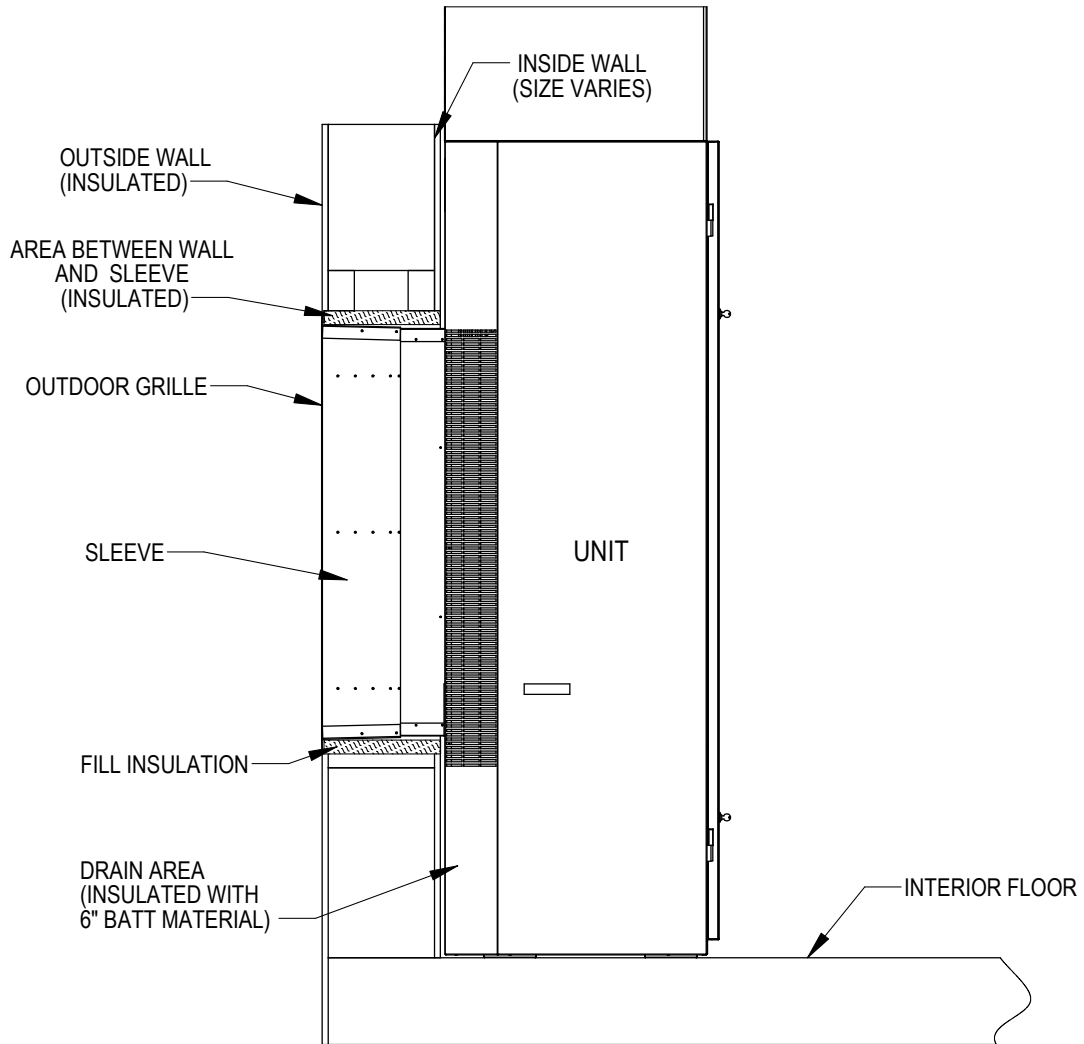 INSIDE WALL
(SIZE VARIES)
OUTSIDE WALL
(INSULATED)
AREA BETWEEN WALL
AND SLEEVE
(INSULATED)
OUTDOOR GRILLE
SLEEVE
UNIT
FILL INSULATION
DRAIN AREA
(INSULATED WITH
6" BATT MATERIAL)
INTERIOR FLOOR